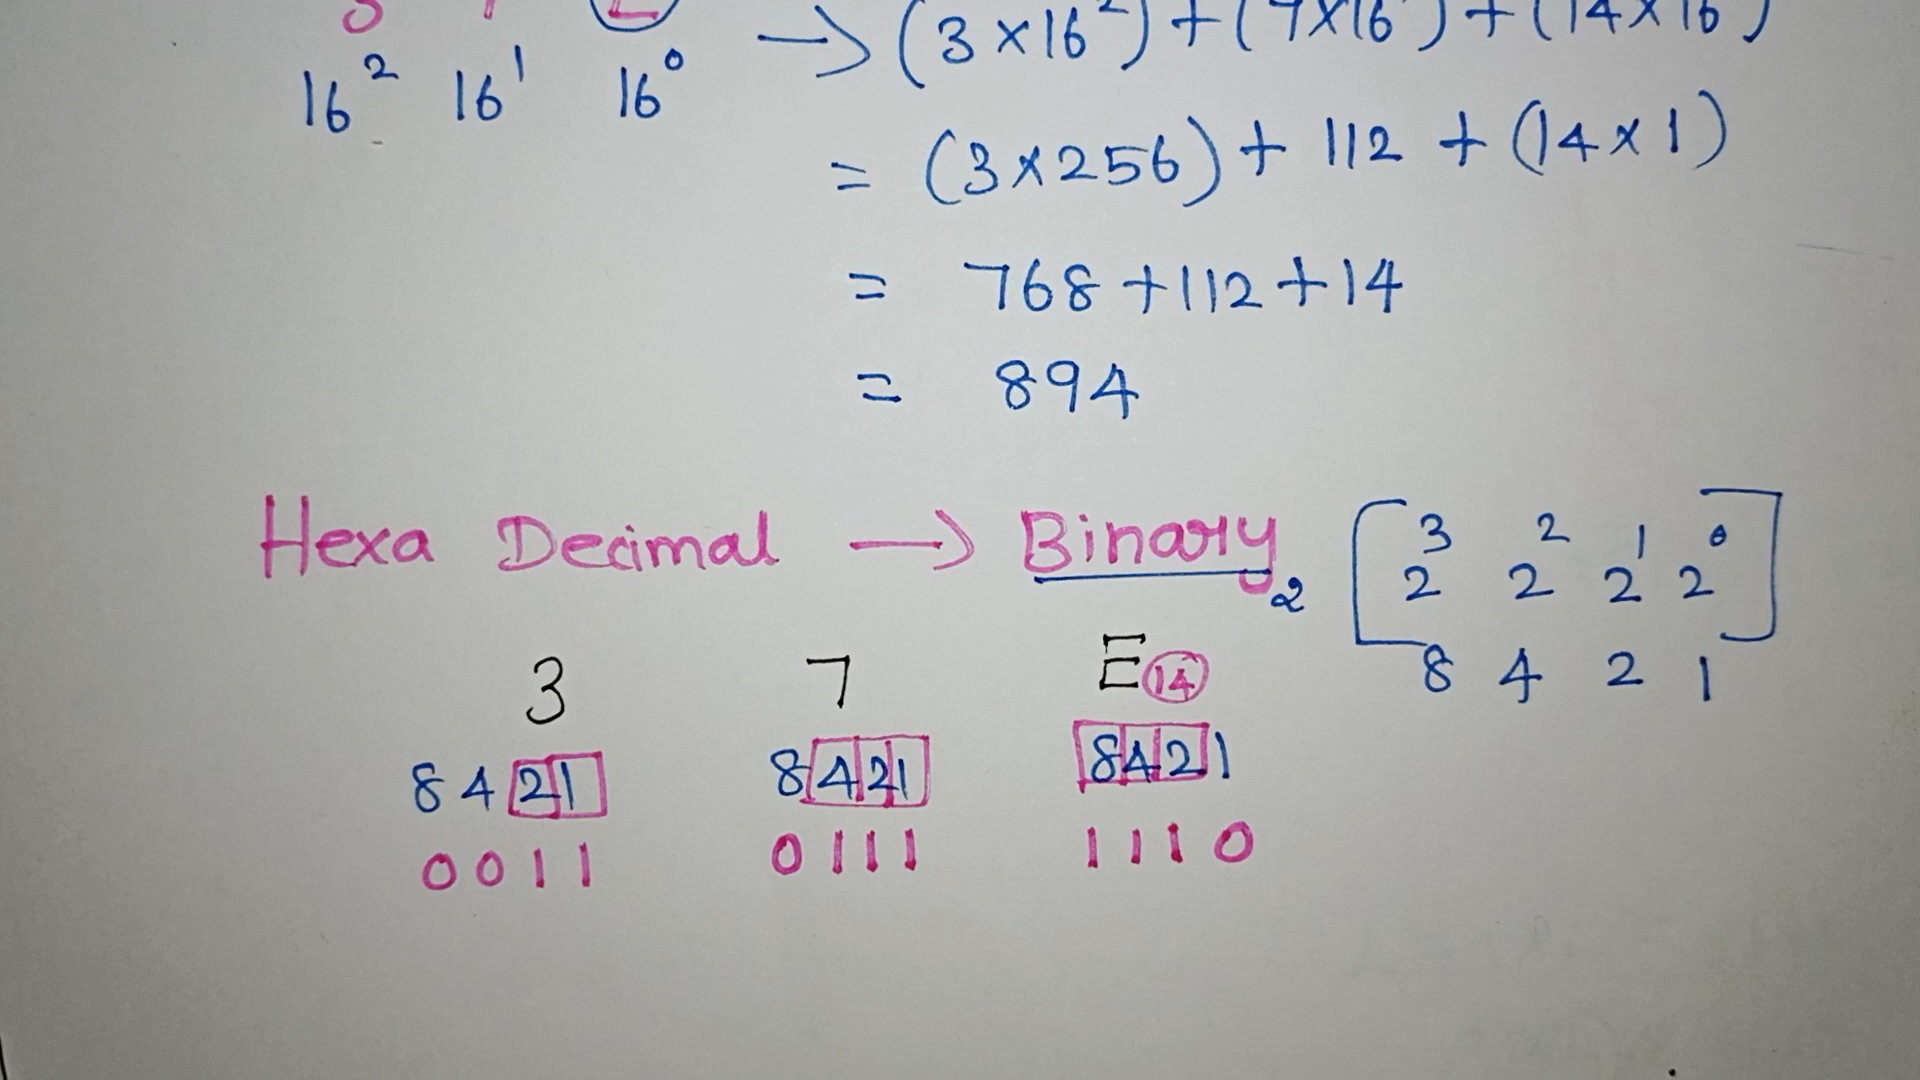 16² 16¹ 16⁰ → (3×16²) + (7×16¹) + (14×16
= (3×256) + 112 + (14×1)
= 768 + 112 + 14
= 894
Hexa Decimal → Binary₂ [2³ 2² 2¹ 2⁰]
8 4 2 1
3 7 E 14
8 4 2 1 8 4 2 1 8 4 2 1
0 0 1 1 0 1 1 1 1 1 1 0